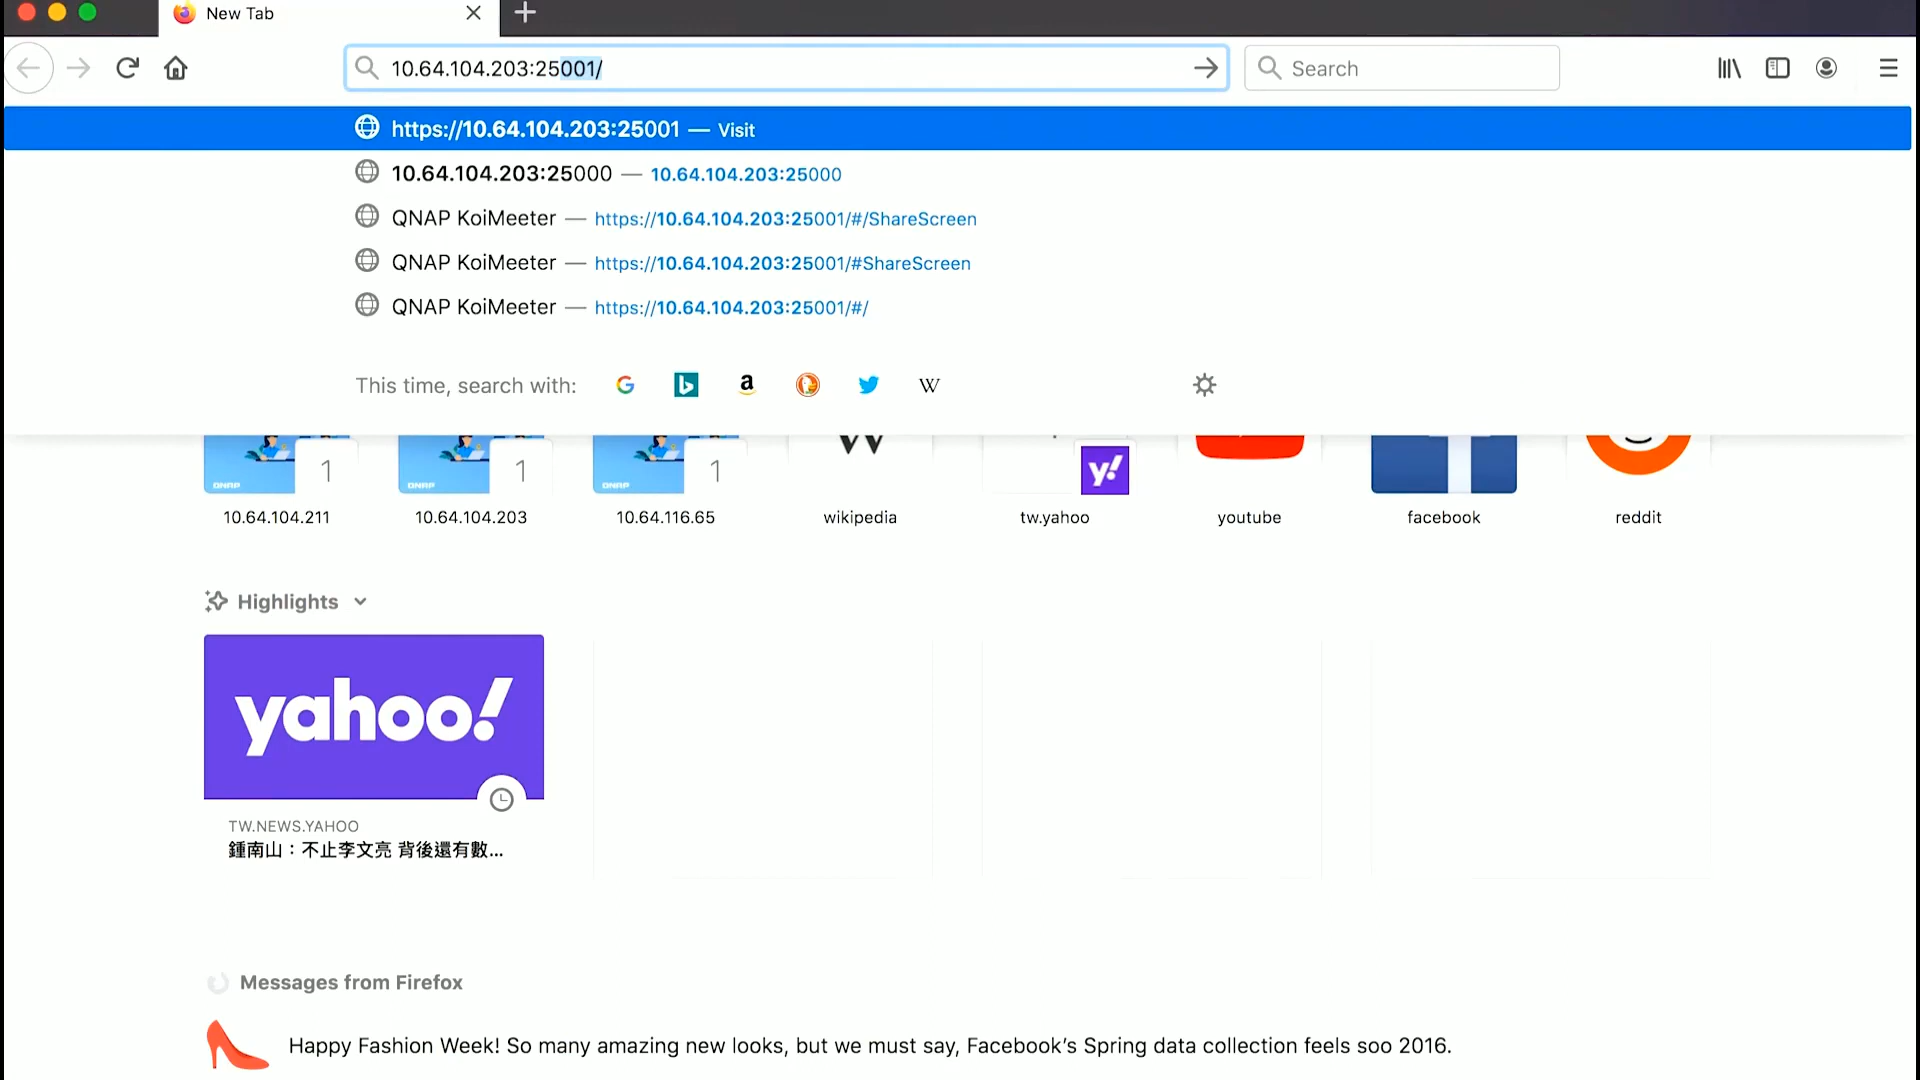 New Tab
10.64.104.203:25001/
Search
https://10.64.104.203:25001 — Visit
10.64.104.203:25000 — 10.64.104.203:25000
QNAP KoiMeeter — https://10.64.104.203:25001/#/ShareScreen
QNAP KoiMeeter — https://10.64.104.203:25001/#ShareScreen
QNAP KoiMeeter — https://10.64.104.203:25001/#/
This time, search with:
QNAP 1
QNAP 1
QNAP 1
W
y!
10.64.104.211
10.64.104.203
10.64.116.65
wikipedia
tw.yahoo
youtube
facebook
reddit
Highlights
yahoo!
TW.NEWS.YAHOO
鍾南山：不止李文亮 背後還有數...
Messages from Firefox
Happy Fashion Week! So many amazing new looks, but we must say, Facebook’s Spring data collection feels soo 2016.